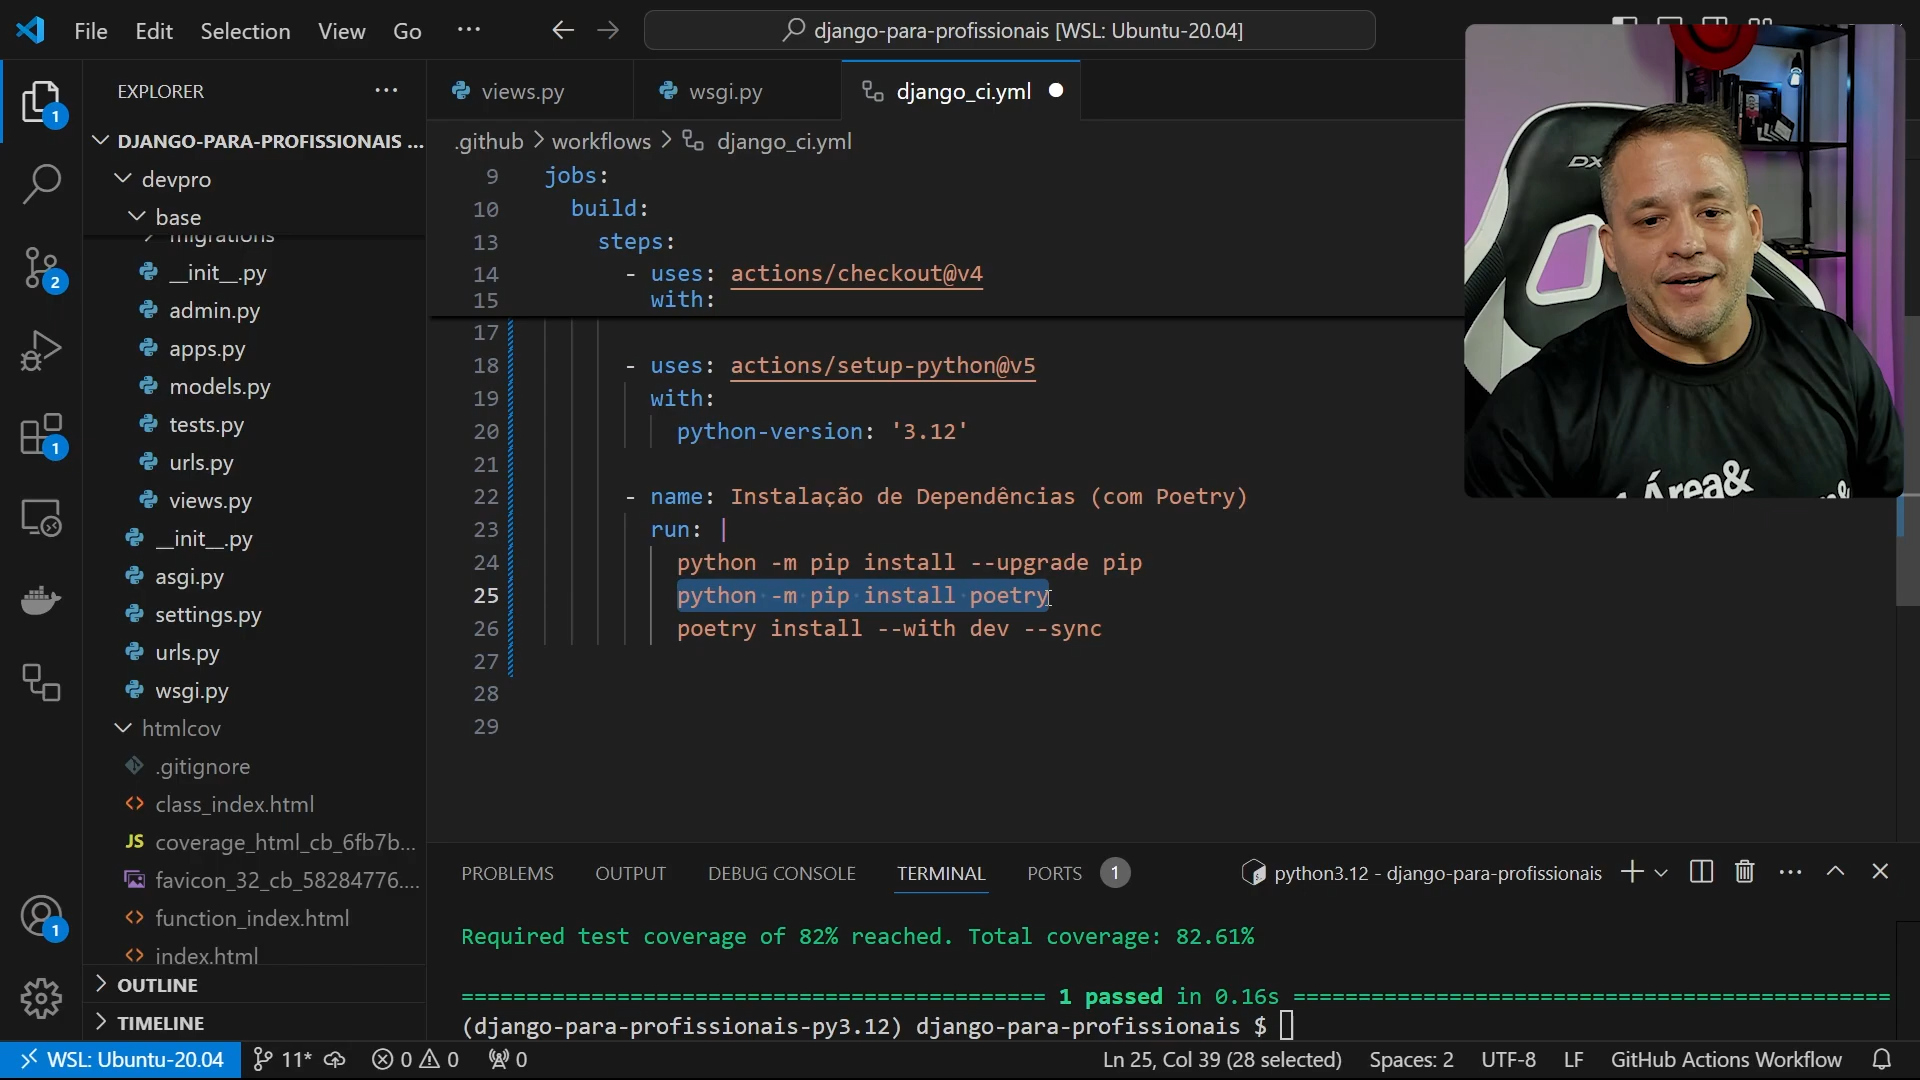 File Edit Selection View Go ···
django-para-profissionais [WSL: Ubuntu-20.04]
EXPLORER ···
views.py
wsgi.py
django_ci.yml
DJANGO-PARA-PROFISSIONAIS ...
.github > workflows > django_ci.yml
devpro
base
migrations
__init__.py
admin.py
apps.py
models.py
tests.py
urls.py
views.py
__init__.py
asgi.py
settings.py
urls.py
wsgi.py
htmlcov
.gitignore
class_index.html
JS coverage_html_cb_6fb7b...
favicon_32_cb_58284776....
function_index.html
index.html
OUTLINE
TIMELINE
1
2
1
1
9 jobs:
10 build:
13 steps:
14 - uses: actions/checkout@v4
15 with:
17
18 - uses: actions/setup-python@v5
19 with:
20 python-version: '3.12'
21
22 - name: Instalação de Dependências (com Poetry)
23 run: |
24 python -m pip install --upgrade pip
25 python -m pip install poetry
26 poetry install --with dev --sync
27
28
29
DX
Área&
PROBLEMS OUTPUT DEBUG CONSOLE TERMINAL PORTS 1
python3.12 - django-para-profissionais
Required test coverage of 82% reached. Total coverage: 82.61%
============================================= 1 passed in 0.16s ==============================================
(django-para-profissionais-py3.12) django-para-profissionais $
WSL: Ubuntu-20.04 11* 0 0 0 Ln 25, Col 39 (28 selected) Spaces: 2 UTF-8 LF GitHub Actions Workflow